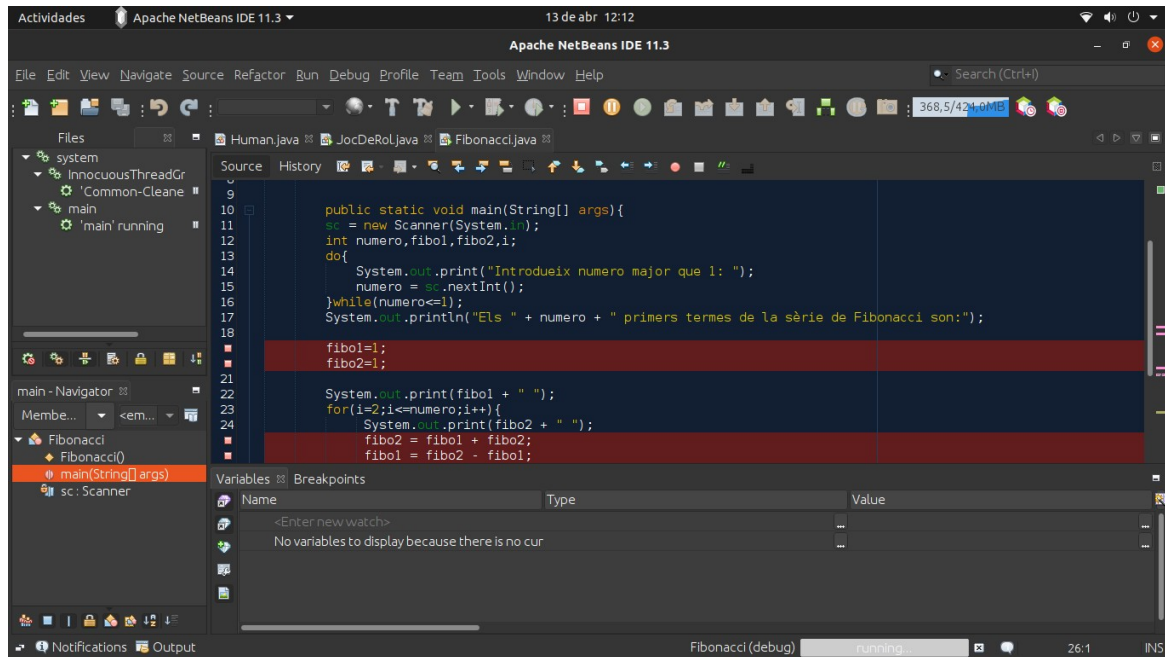 Actividades Apache NetBeans IDE 11.3 13 de abr 12:12
Apache NetBeans IDE 11.3
File Edit View Navigate Source Refactor Run Debug Profile Team Tools Window Help Search (Ctrl+I)
368,5/424,0MB
Files Human.java JocDeRol.java Fibonacci.java
system
InnocuousThreadGr
'Common-Cleane
main
'main' running
Source History
9
10 public static void main(String[] args){
11 sc = new Scanner(System.in);
12 int numero,fibo1,fibo2,i;
13 do{
14 System.out.print("Introdueix numero major que 1: ");
15 numero = sc.nextInt();
16 }while(numero<=1);
17 System.out.println("Els " + numero + " primers termes de la sèrie de Fibonacci son:");
18
fibo1=1;
fibo2=1;
21
22 System.out.print(fibo1 + " ");
23 for(i=2;i<=numero;i++){
24 System.out.print(fibo2 + " ");
fibo2 = fibo1 + fibo2;
fibo1 = fibo2 - fibo1;
main - Navigator
Membe... <em...
Fibonacci
Fibonacci()
main(String[] args)
sc : Scanner
Variables Breakpoints
Name Type Value
<Enter new watch>
No variables to display because there is no cur
Notifications Output Fibonacci (debug) running... 26:1 INS